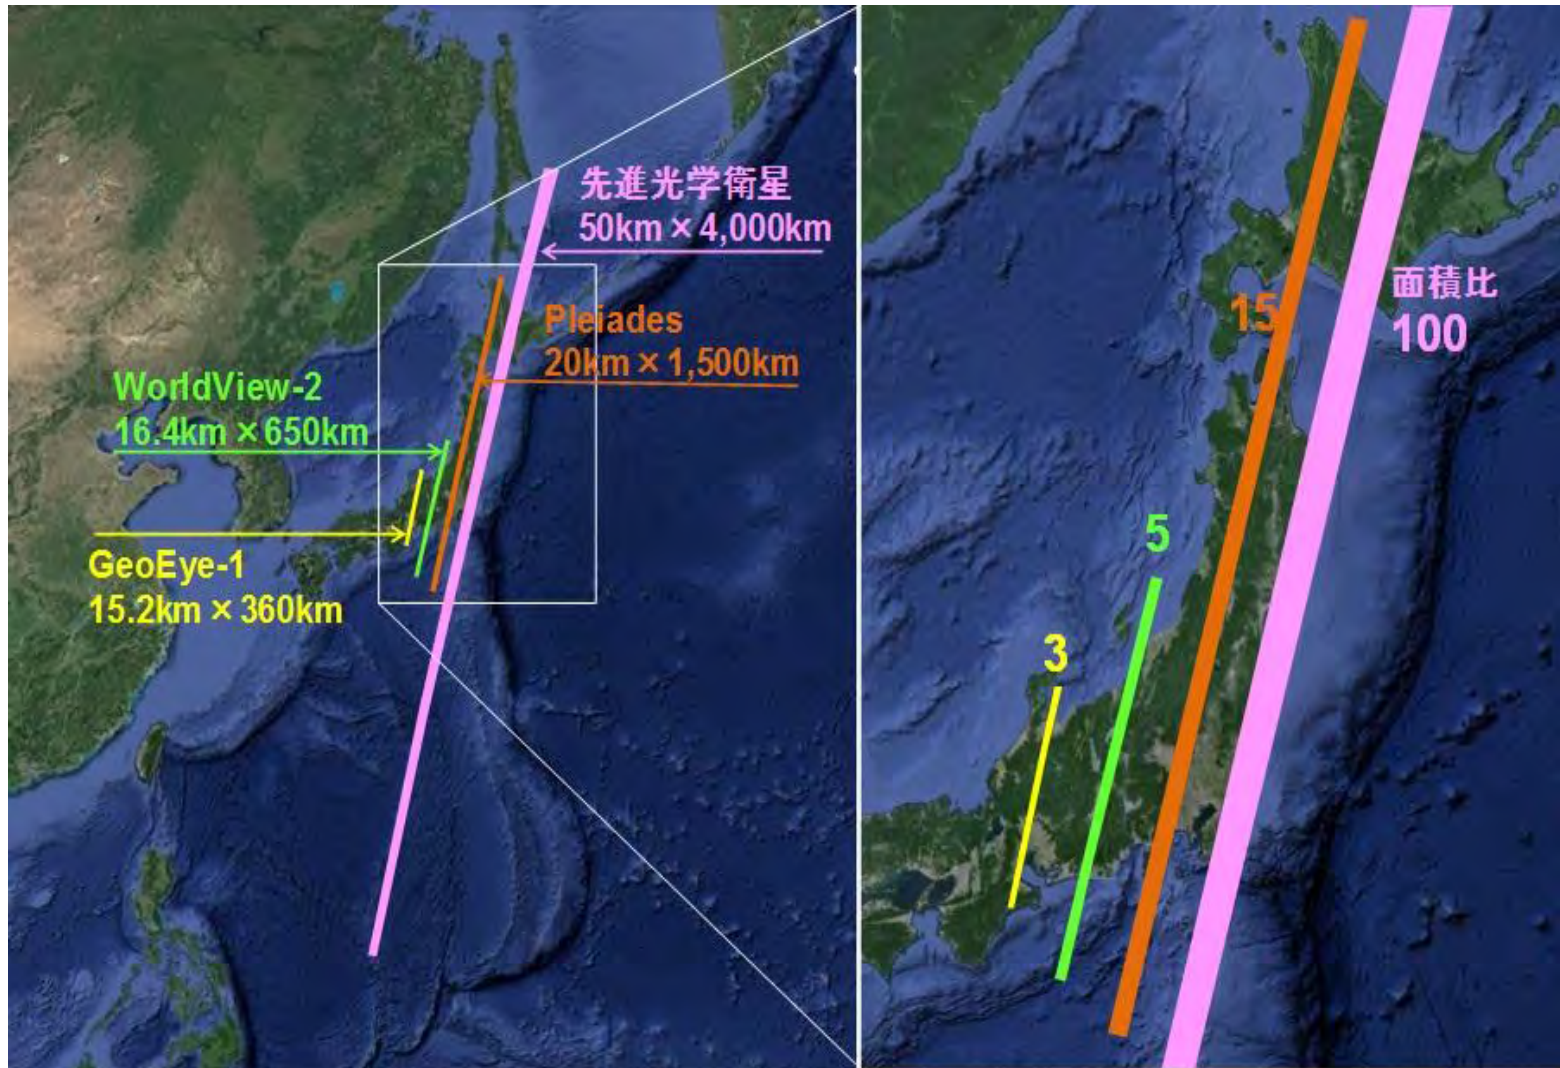 先進光学衛星
50km×4,000km
Pleiades
20km×1,500km
WorldView-2
16.4km×650km
GeoEye-1
15.2km×360km
面積比
100
15
5
3